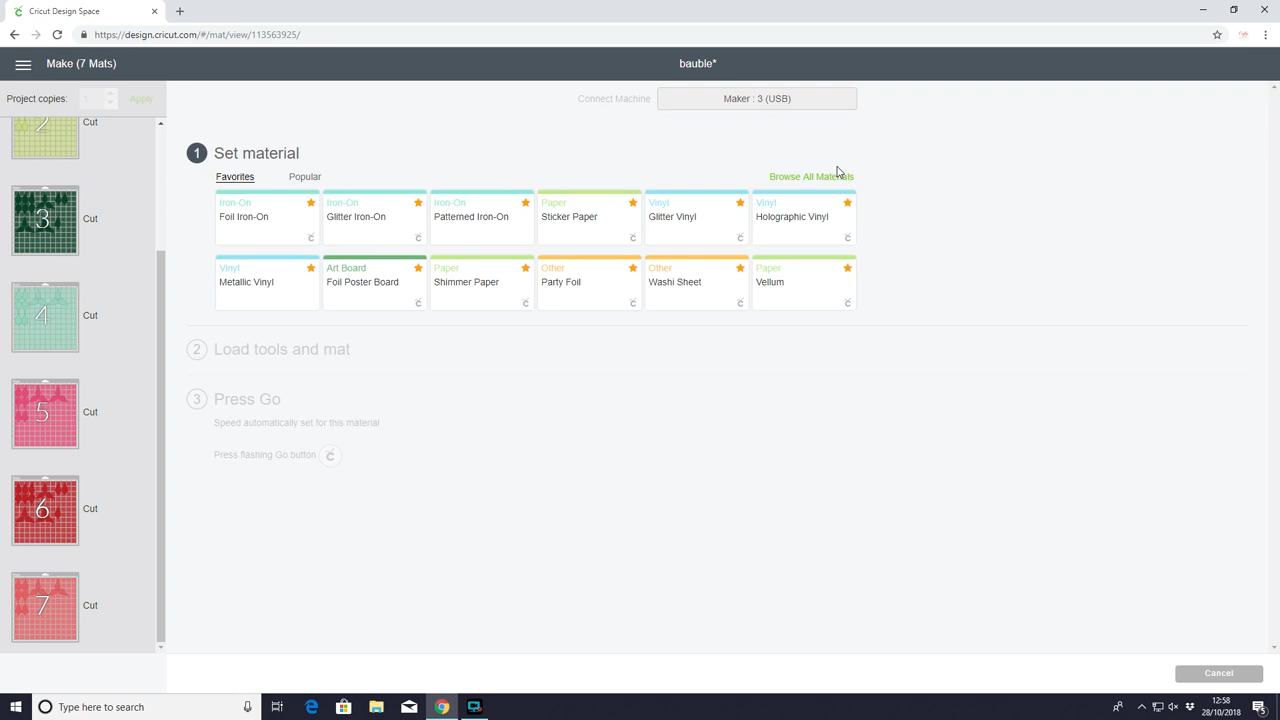 Cricut Design Space
https://design.cricut.com/#/mat/view/113563925/
Make (7 Mats)
bauble*
Project copies: 1 Apply
Connect Machine Maker : 3 (USB)
2 Cut
3 Cut
4 Cut
5 Cut
6 Cut
7 Cut
1 Set material
Favorites Popular Browse All Materials
Iron-On
Foil Iron-On
Iron-On
Glitter Iron-On
Iron-On
Patterned Iron-On
Paper
Sticker Paper
Vinyl
Glitter Vinyl
Vinyl
Holographic Vinyl
Vinyl
Metallic Vinyl
Art Board
Foil Poster Board
Paper
Shimmer Paper
Other
Party Foil
Other
Washi Sheet
Paper
Vellum
2 Load tools and mat
3 Press Go
Speed automatically set for this material
Press flashing Go button
Cancel
Type here to search
12:58
28/10/2018
5